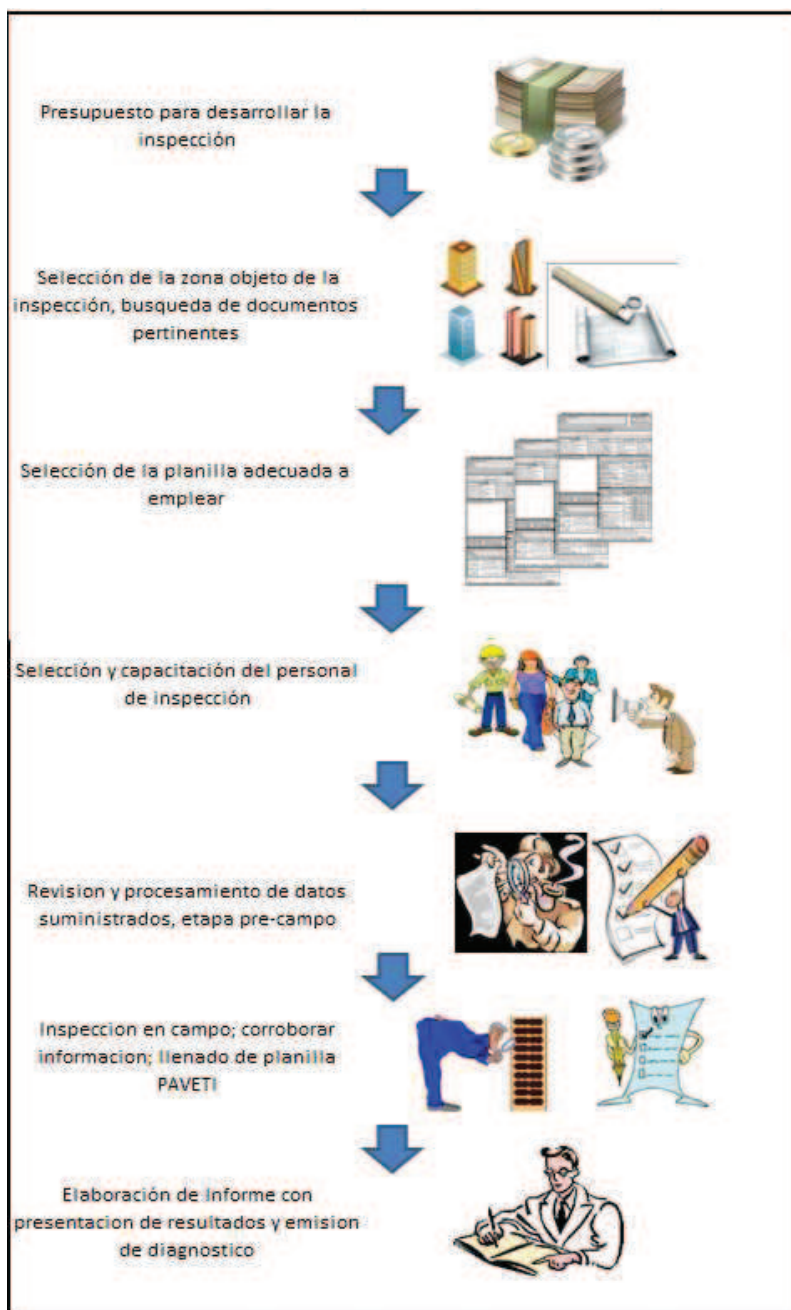 Presupuesto para desarrollar la
inspección
Selección de la zona objeto de la
inspección, busqueda de documentos
pertinentes
Selección de la planilla adecuada a
emplear
Selección y capacitación del personal
de inspección
Revision y procesamiento de datos
suministrados, etapa pre-campo
Inspeccion en campo; corroborar
informacion; llenado de planilla
PAVETI
Elaboración de Informe con
presentacion de resultados y emision
de diagnostico